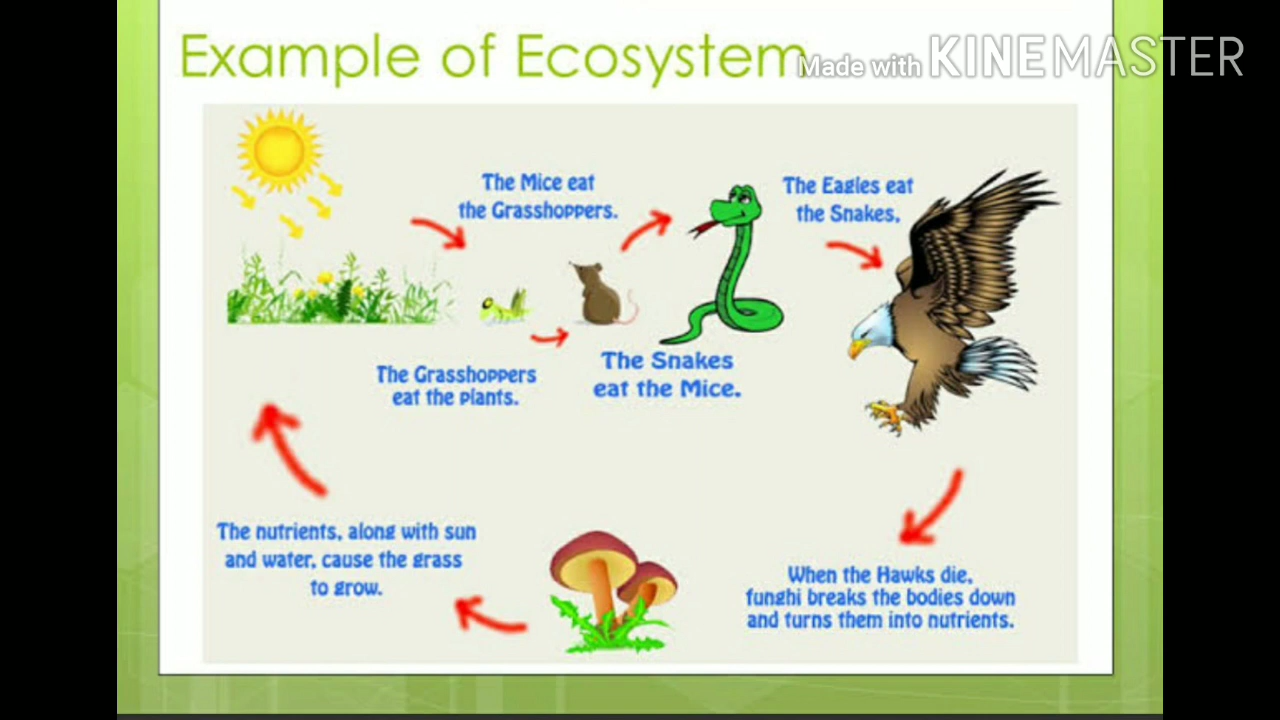 Example of Ecosystem
Made with KINEMASTER
The Mice eat
the Grasshoppers.
The Eagles eat
the Snakes.
The Grasshoppers
eat the plants.
The Snakes
eat the Mice.
The nutrients, along with sun
and water, cause the grass
to grow.
When the Hawks die,
funghi breaks the bodies down
and turns them into nutrients.